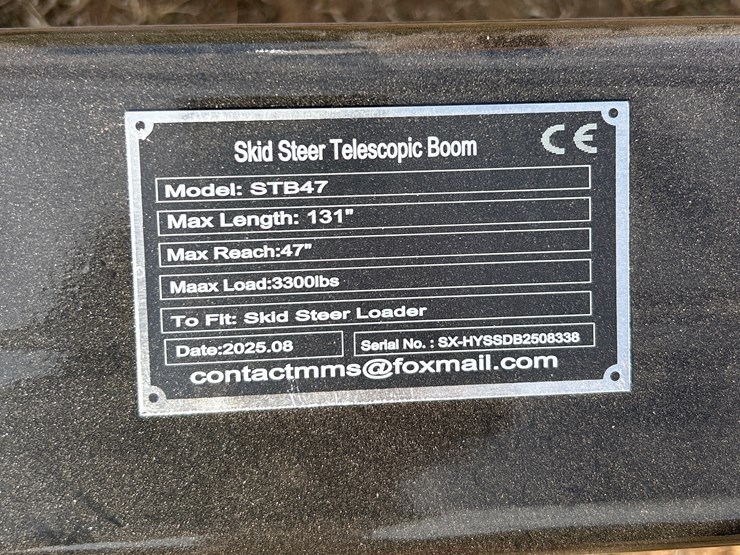 Skid Steer Telescopic Boom CE
Model: STB47
Max Length: 131"
Max Reach:47"
Maax Load:3300lbs
To Fit: Skid Steer Loader
Date:2025.08 Serial No. : SX-HYSSDB2508338
contactmms@foxmail.com